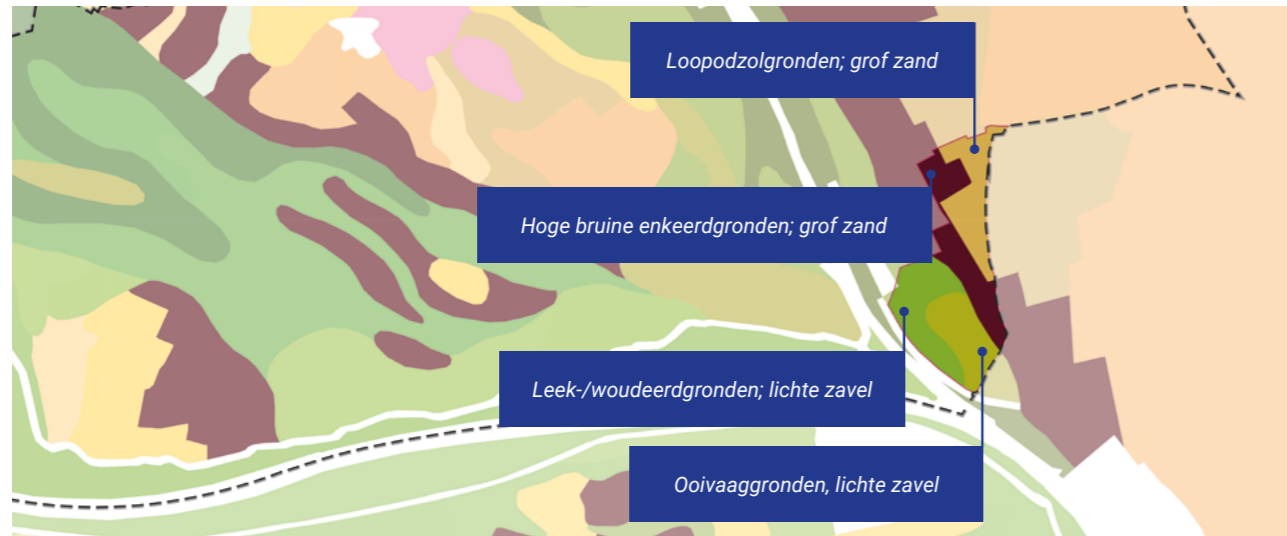 Loopodzolgronden; grof zand
Hoge bruine enkeerdgronden; grof zand
Leek-/woudeerdgronden; lichte zavel
Ooivaaggronden, lichte zavel